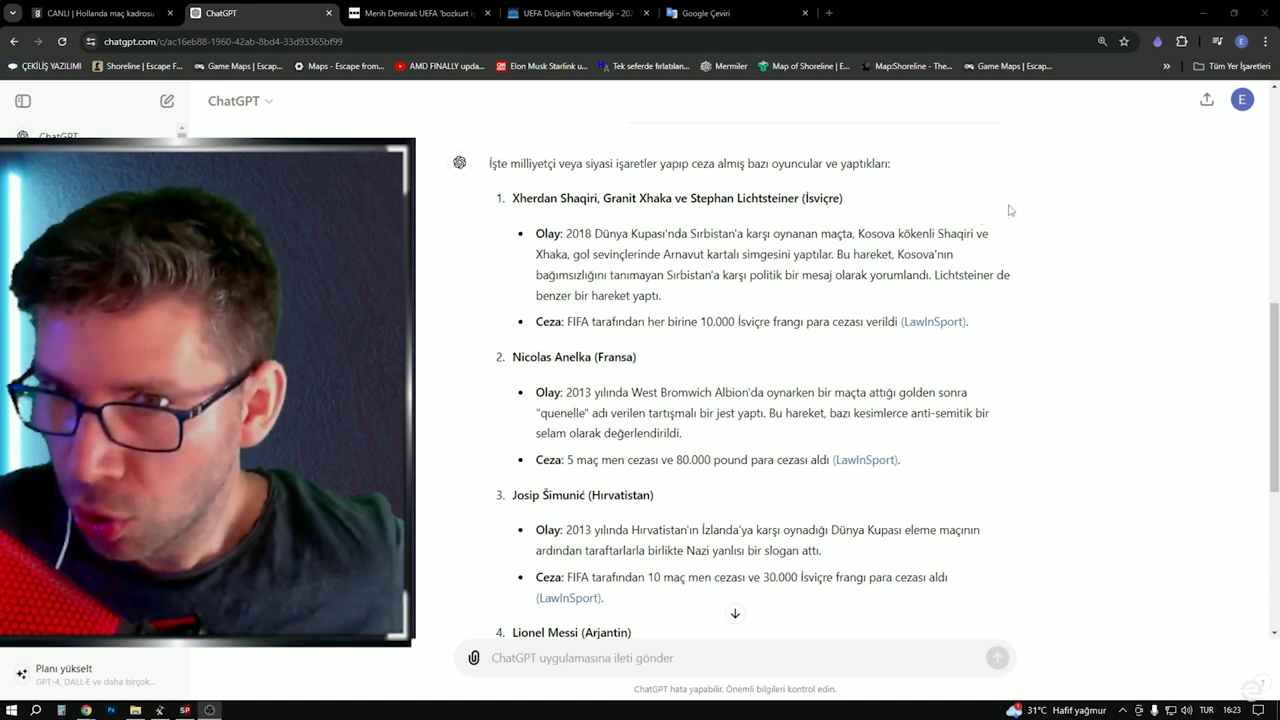 CANLI | Hollanda maç kadrosu
ChatGPT
Merih Demiral: UEFA 'bozkurt i
UEFA Disiplin Yönetmeliği - 202
Google Çeviri
chatgpt.com/c/ac16eb88-1960-42ab-8bd4-33d93365bf99
E
ÇEKİLİŞ YAZILIMI
Shoreline | Escape F...
Game Maps | Escap...
Maps - Escape from...
AMD FINALLY upda...
Elon Musk Starlink u...
Tek seferde fırlatılan...
Mermiler
Map of Shoreline | E...
MapShoreline - The...
Game Maps | Escap...
Tüm Yer İşaretleri
ChatGPT
E
ChatGPT
İşte milliyetçi veya siyasi işaretler yapıp ceza almış bazı oyuncular ve yaptıkları:
1. Xherdan Shaqiri, Granit Xhaka ve Stephan Lichtsteiner (İsviçre)
Olay: 2018 Dünya Kupası'nda Sırbistan'a karşı oynanan maçta, Kosova kökenli Shaqiri ve
Xhaka, gol sevinçlerinde Arnavut kartalı simgesini yaptılar. Bu hareket, Kosova'nın
bağımsızlığını tanımayan Sırbistan'a karşı politik bir mesaj olarak yorumlandı. Lichtsteiner de
benzer bir hareket yaptı.
Ceza: FIFA tarafından her birine 10.000 İsviçre frangı para cezası verildi (LawInSport).
2. Nicolas Anelka (Fransa)
Olay: 2013 yılında West Bromwich Albion'da oynarken bir maçta attığı golden sonra
"quenelle" adı verilen tartışmalı bir jest yaptı. Bu hareket, bazı kesimlerce anti-semitik bir
selam olarak değerlendirildi.
Ceza: 5 maç men cezası ve 80.000 pound para cezası aldı (LawInSport).
3. Josip Šimunić (Hırvatistan)
Olay: 2013 yılında Hırvatistan'ın İzlanda'ya karşı oynadığı Dünya Kupası eleme maçının
ardından taraftarlarla birlikte Nazi yanlısı bir slogan attı.
Ceza: FIFA tarafından 10 maç men cezası ve 30.000 İsviçre frangı para cezası aldı
(LawInSport).
4. Lionel Messi (Arjantin)
ChatGPT uygulamasına ileti gönder
ChatGPT hata yapabilir. Önemli bilgileri kontrol edin.
Planı yükselt
GPT-4, DALL·E ve daha birçok...
?
31°C Hafif yağmur
TUR
16:23